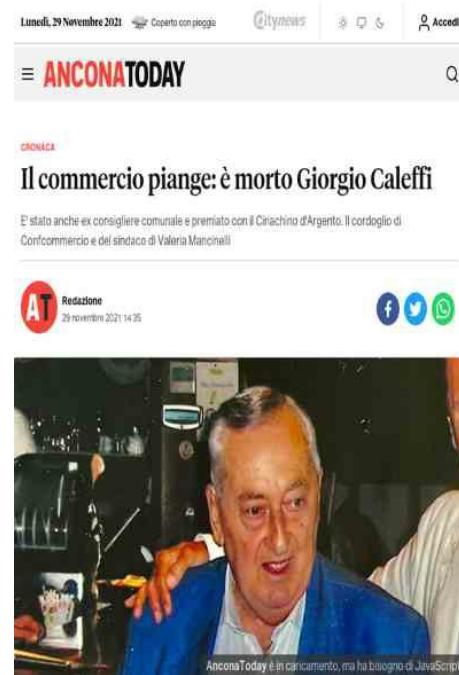 Lunedì, 29 Novembre 2021 Coperto con pioggia Citynews Accedi
ANCONATODAY
CRONACA
Il commercio piange: è morto Giorgio Caleffi
E' stato anche ex consigliere comunale e premiato con il Ciriachino d'Argento. Il cordoglio di
Confcommercio e del sindaco di Valeria Mancinelli
AT
Redazione
29 novembre 2021 14:35
AnconaToday è in caricamento, ma ha bisogno di JavaScript